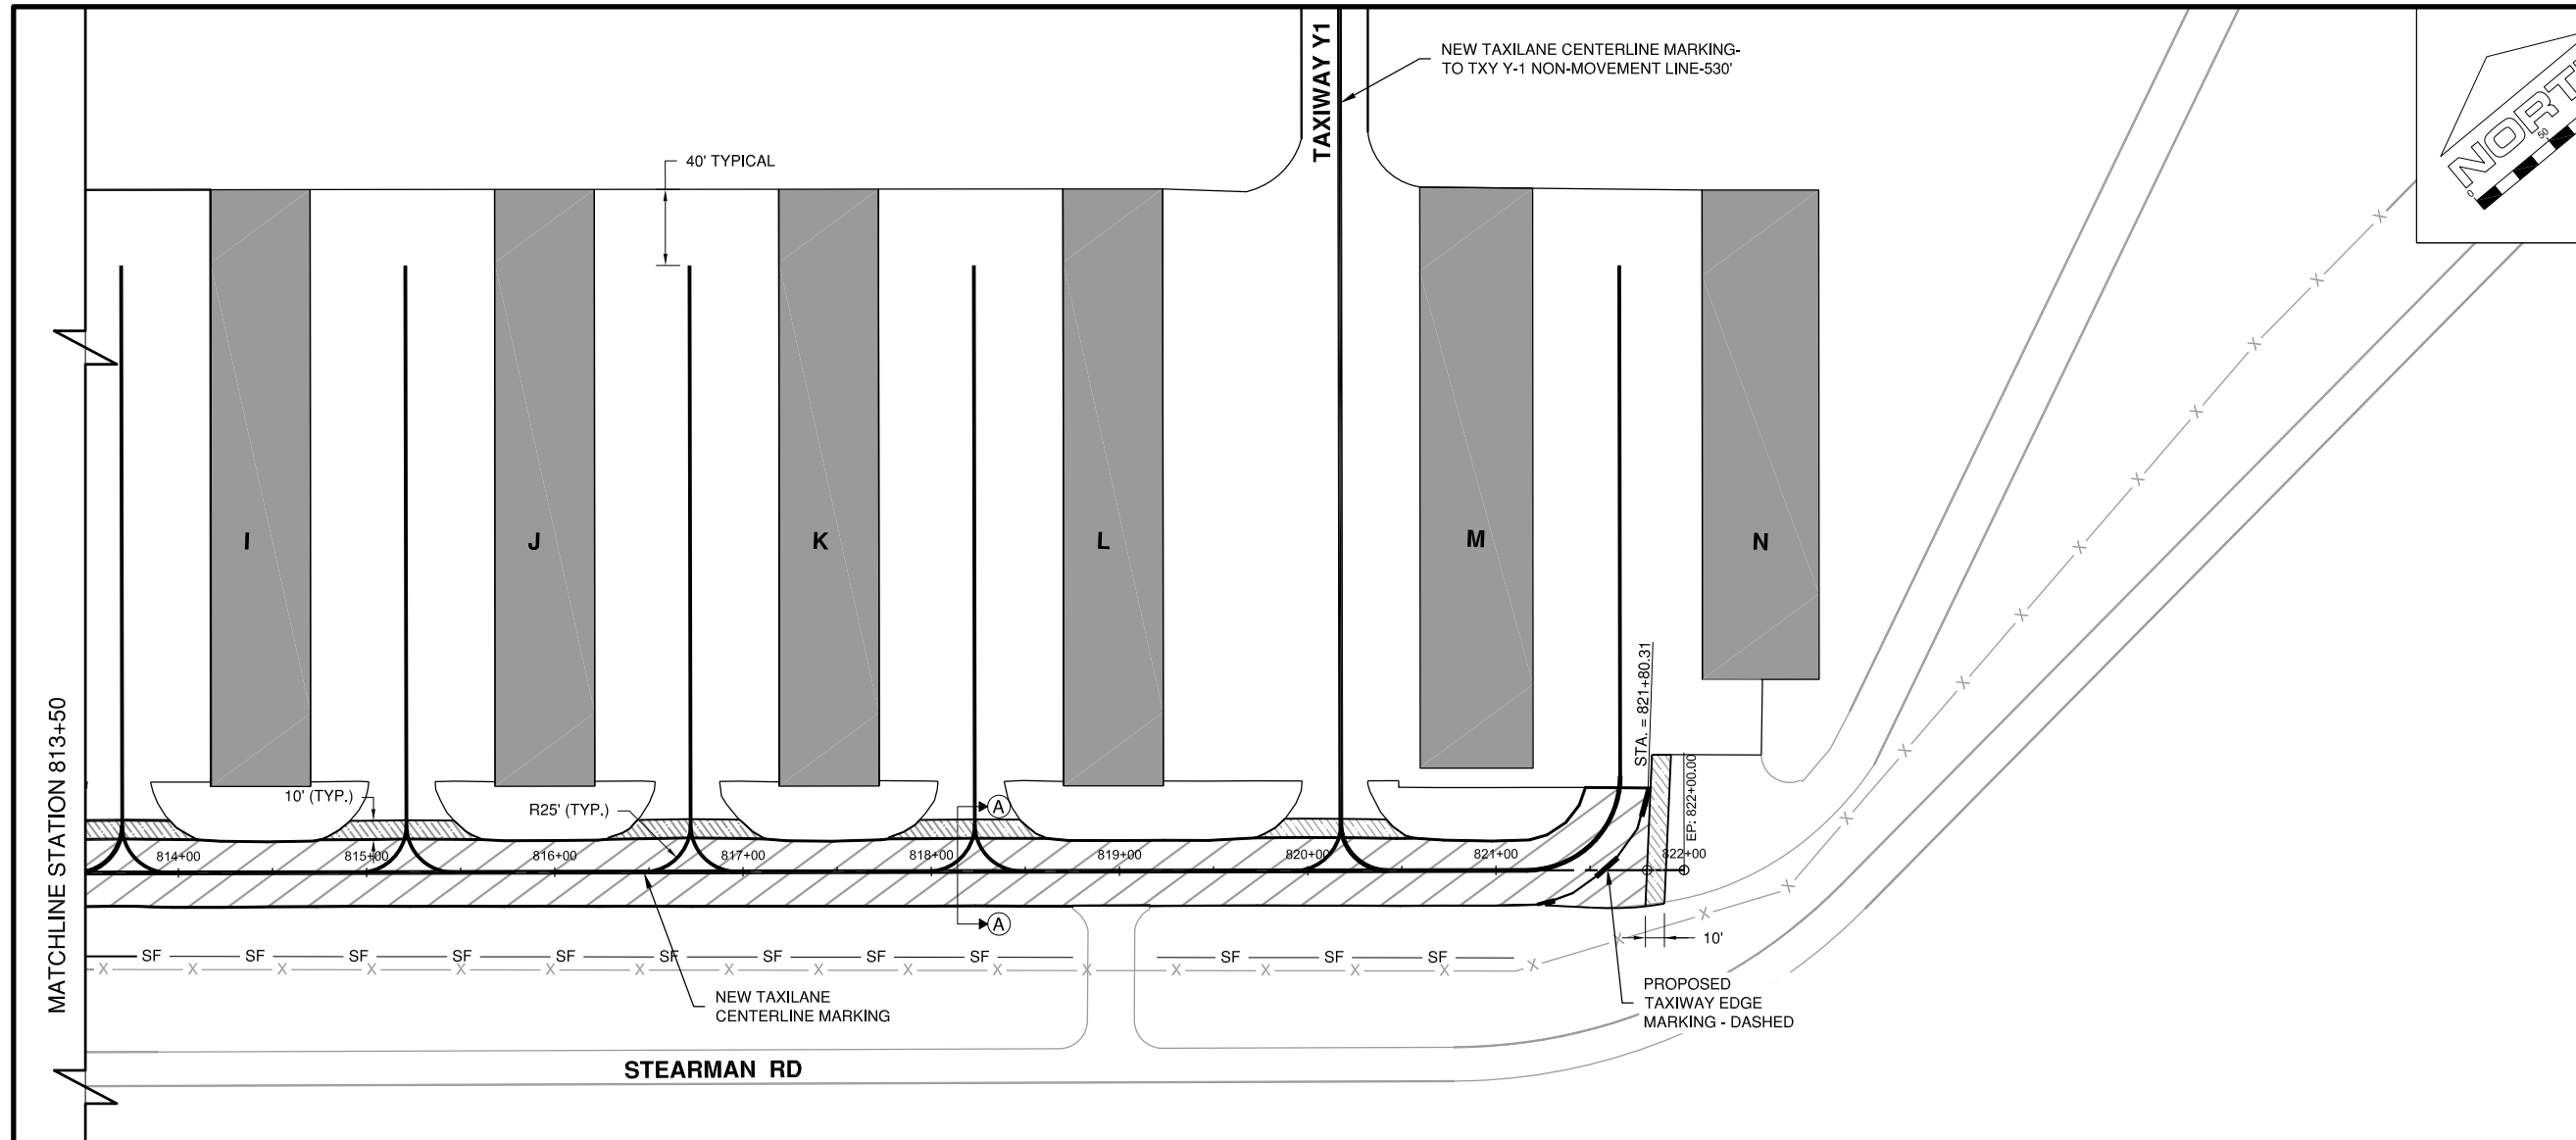 TAXIWAY Y1
NEW TAXILANE CENTERLINE MARKING-
TO TXY Y-1 NON-MOVEMENT LINE-530'
50
0
40' TYPICAL
I
J
K
L
M
N
MATCHLINE STATION 813+50
STA. = 821+80.31
EP: 822+00.00
10' (TYP.)
R25' (TYP.)
A
814+00
815+00
816+00
817+00
818+00
819+00
820+00
821+00
822+00
A
10'
SF SF SF SF SF SF SF SF SF SF SF SF
X X X X X X X X X X X X X X X X X X X X X X X X X X X X X X
NEW TAXILANE
CENTERLINE MARKING
PROPOSED
TAXIWAY EDGE
MARKING - DASHED
STEARMAN RD